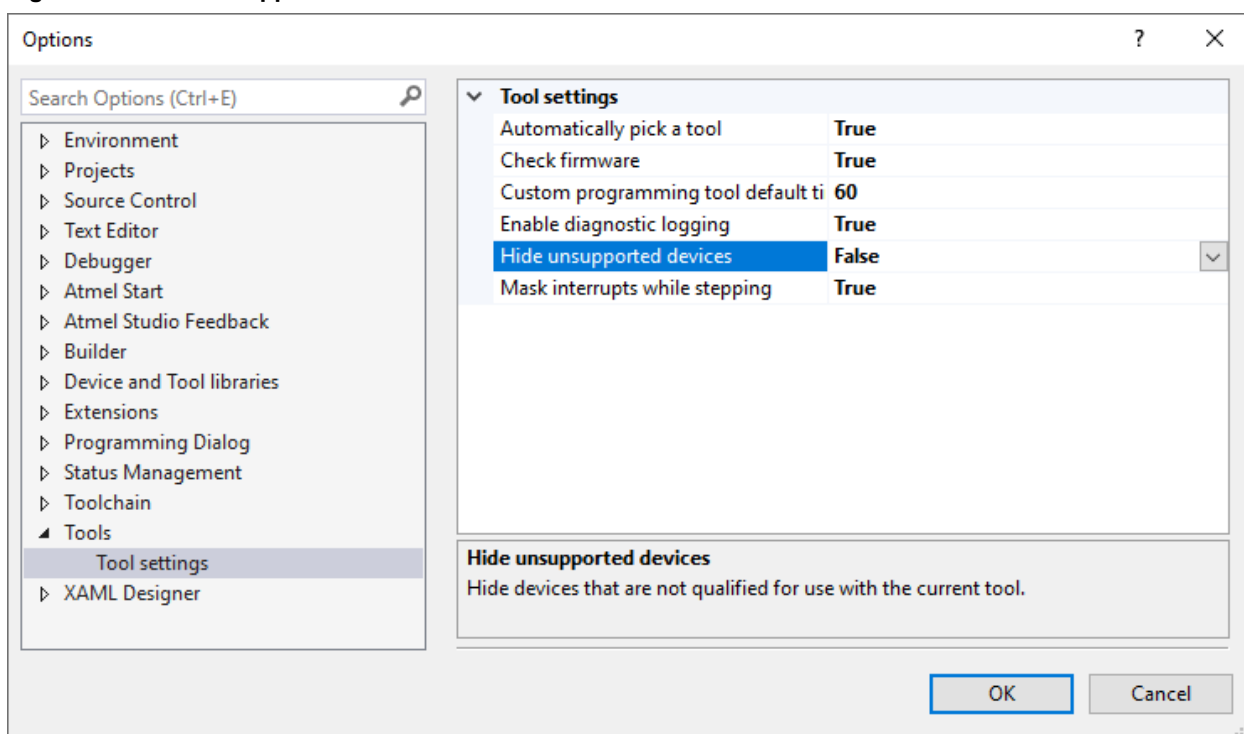 Options
?
Search Options (Ctrl+E)
Environment
Projects
Source Control
Text Editor
Debugger
Atmel Start
Atmel Studio Feedback
Builder
Device and Tool libraries
Extensions
Programming Dialog
Status Management
Toolchain
Tools
Tool settings
XAML Designer
Tool settings
Automatically pick a tool True
Check firmware True
Custom programming tool default ti 60
Enable diagnostic logging True
Hide unsupported devices False
Mask interrupts while stepping True
Hide unsupported devices
Hide devices that are not qualified for use with the current tool.
OK Cancel